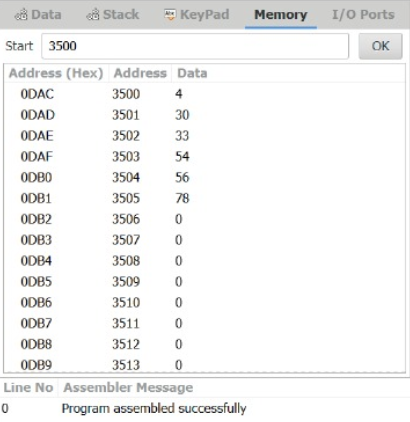 Data Stack KeyPad Memory I/O Ports
Start 3500 OK
Address (Hex) Address Data
0DAC 3500 4
0DAD 3501 30
0DAE 3502 33
0DAF 3503 54
0DB0 3504 56
0DB1 3505 78
0DB2 3506 0
0DB3 3507 0
0DB4 3508 0
0DB5 3509 0
0DB6 3510 0
0DB7 3511 0
0DB8 3512 0
0DB9 3513 0
Line No Assembler Message
0 Program assembled successfully